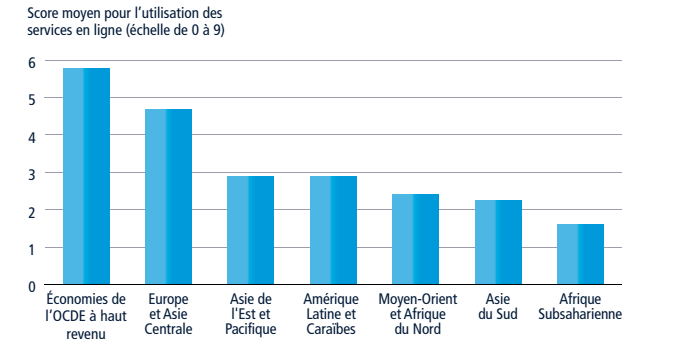 Score moyen pour l’utilisation des
services en ligne (échelle de 0 à 9)
6
5
4
3
2
1
0
Économies de
l’OCDE à haut
revenu
Europe
et Asie
Centrale
Asie de
l'Est et
Pacifique
Amérique
Latine et
Caraïbes
Moyen-Orient
et Afrique
du Nord
Asie
du Sud
Afrique
Subsaharienne